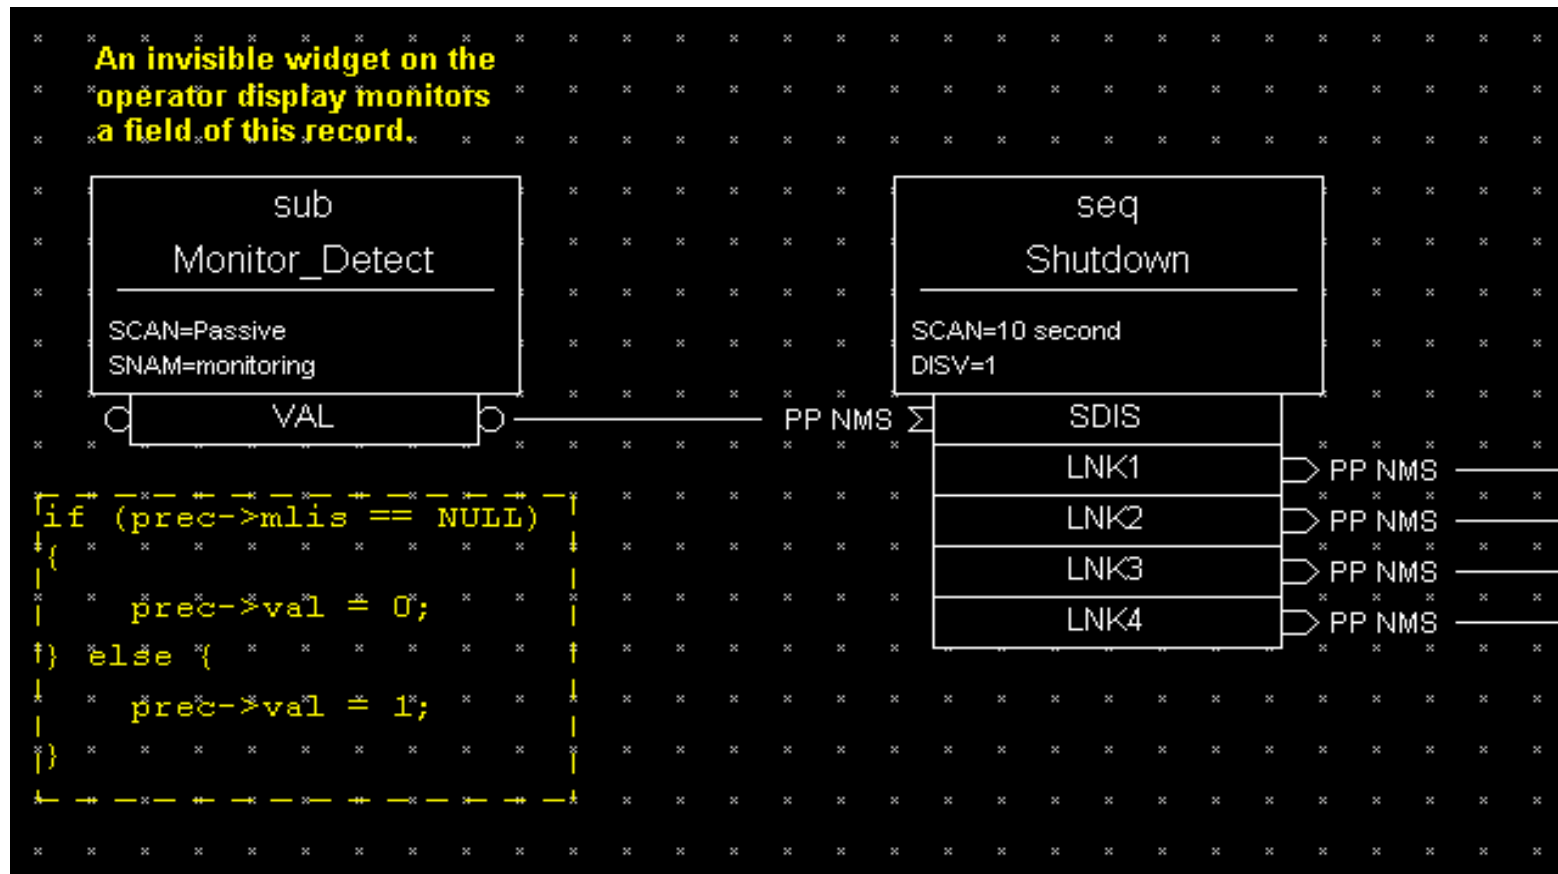 An invisible widget on the
operator display monitors
a field of this record.
sub
Monitor_Detect
SCAN=Passive
SNAM=monitoring
VAL
if (prec->mlis == NULL)
{
prec->val = 0;
} else {
prec->val = 1;
}
seq
Shutdown
SCAN=10 second
DISV=1
PP NMS
SDIS
LNK1
PP NMS
LNK2
PP NMS
LNK3
PP NMS
LNK4
PP NMS